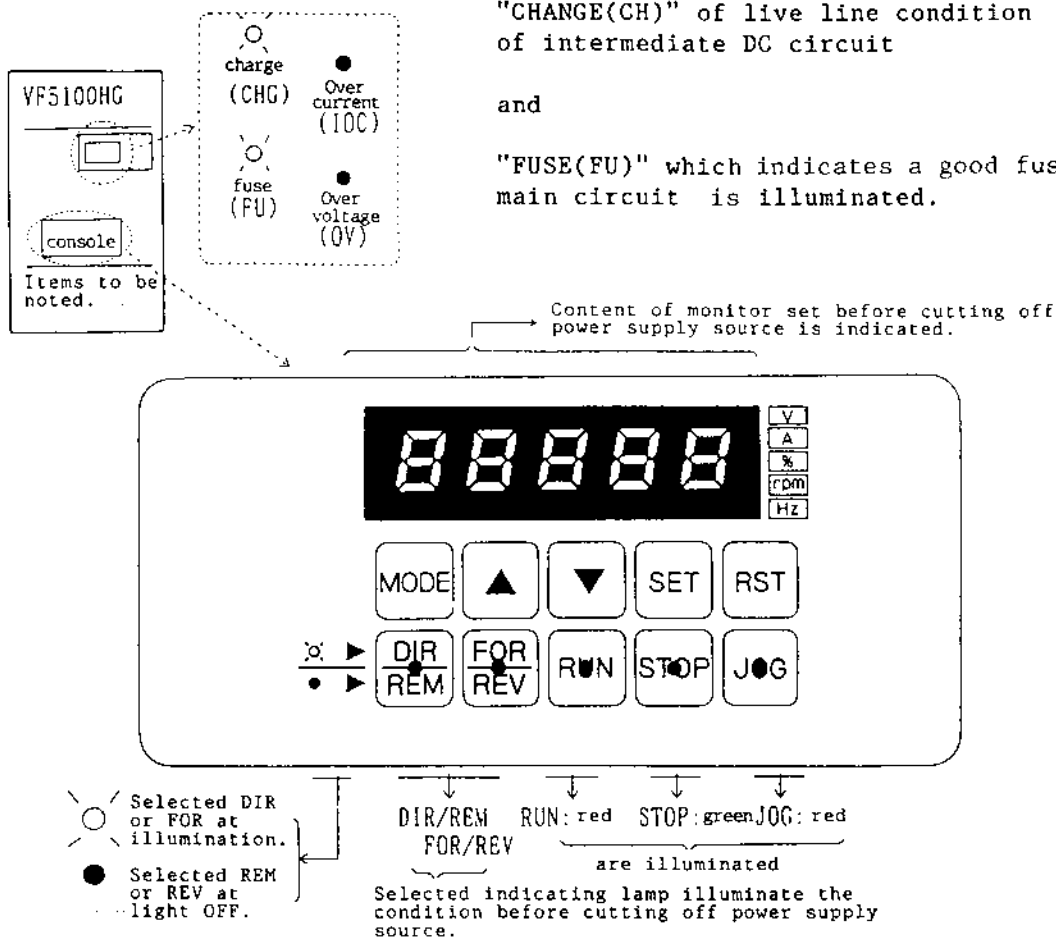 "CHANGE(CH)" of live line condition
of intermediate DC circuit
and
"FUSE(FU)" which indicates a good fus
main circuit is illuminated.
VF5100HG
console
Items to be
noted.
charge
(CHG)
Over
current
(IOC)
fuse
(FU)
Over
voltage
(OV)
Content of monitor set before cutting off
power supply source is indicated.
88888
V
A
%
rpm
Hz
MODE ▲ ▼ SET RST
DIR
REM
FOR
REV
RUN
STOP
JOG
Selected DIR
or FOR at
illumination.
Selected REM
or REV at
light OFF.
DIR/REM
FOR/REV
RUN: red STOP:green JOG: red
are illuminated
Selected indicating lamp illuminate the
condition before cutting off power supply
source.